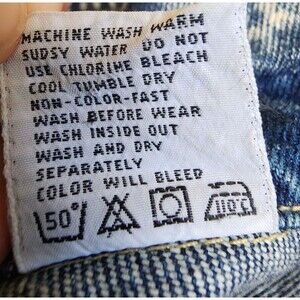 MACHINE WASH WARM
SUDSY WATER DO NOT
USE CHLORINE BLEACH
COOL TUMBLE DRY
NON-COLOR-FAST
WASH BEFORE WEAR
WASH INSIDE OUT
WASH AND DRY
SEPARATELY
COLOR WILL BLEED
50° 110°C